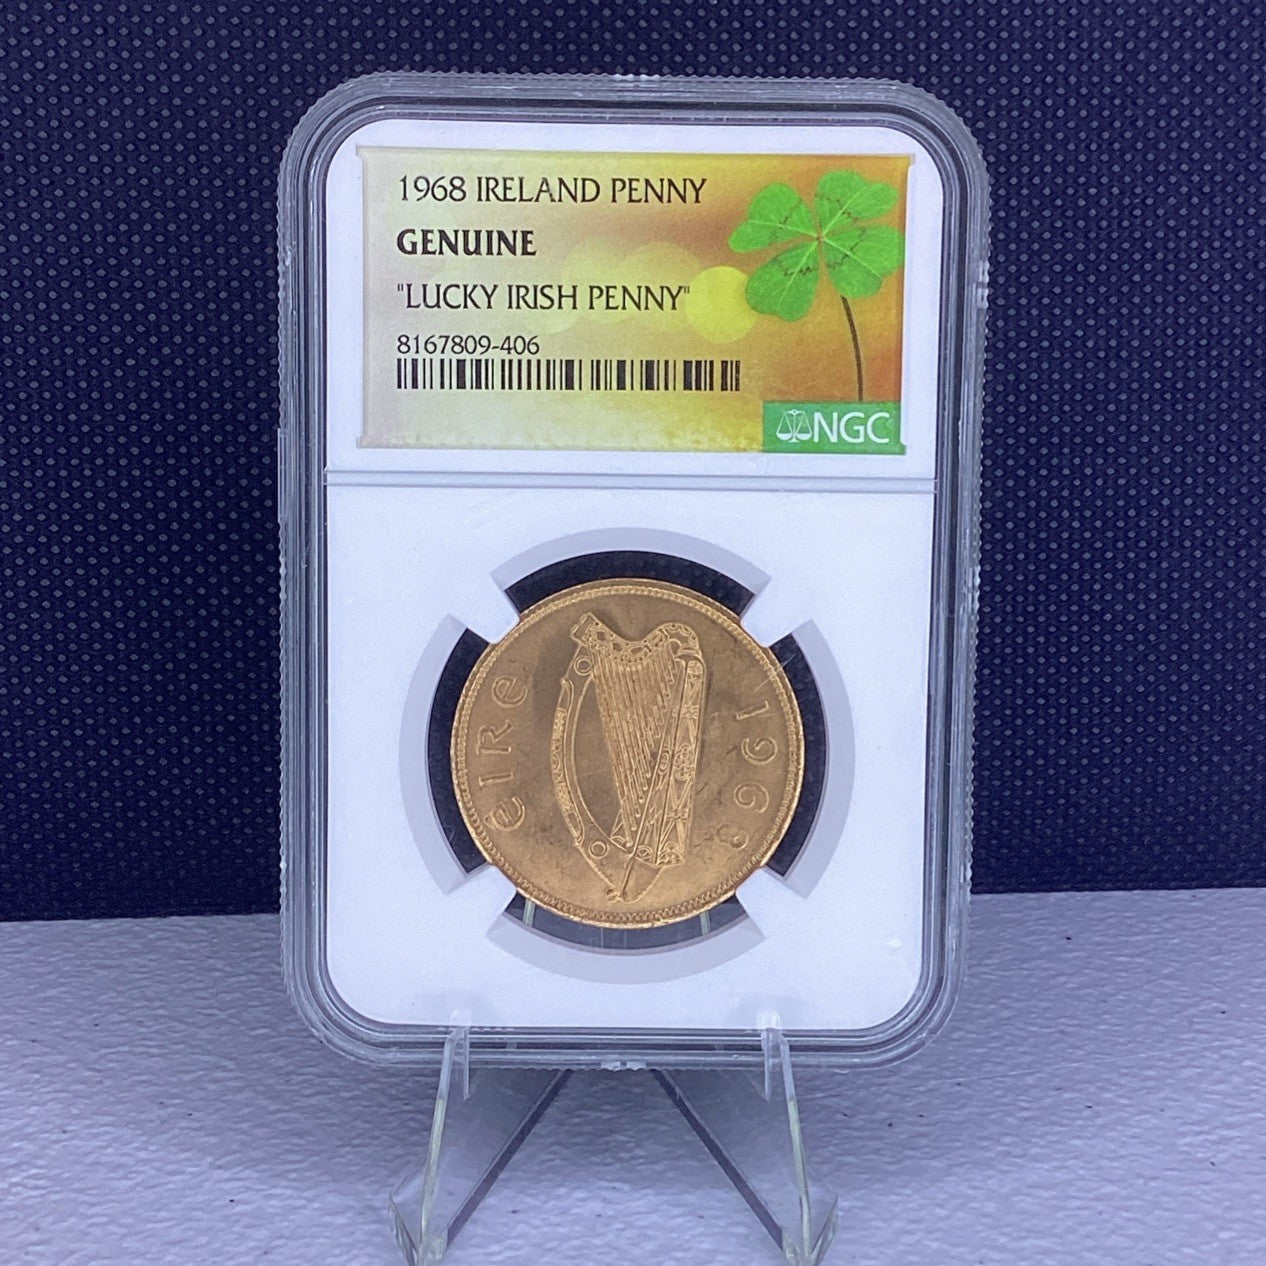 1968 IRELAND PENNY
GENUINE
"LUCKY IRISH PENNY"
8167809-406
NGC
éIRe
1968